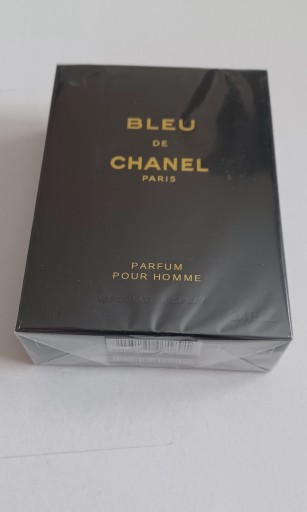 BLEU
DE
CHANEL
PARIS
PARFUM
POUR HOMME